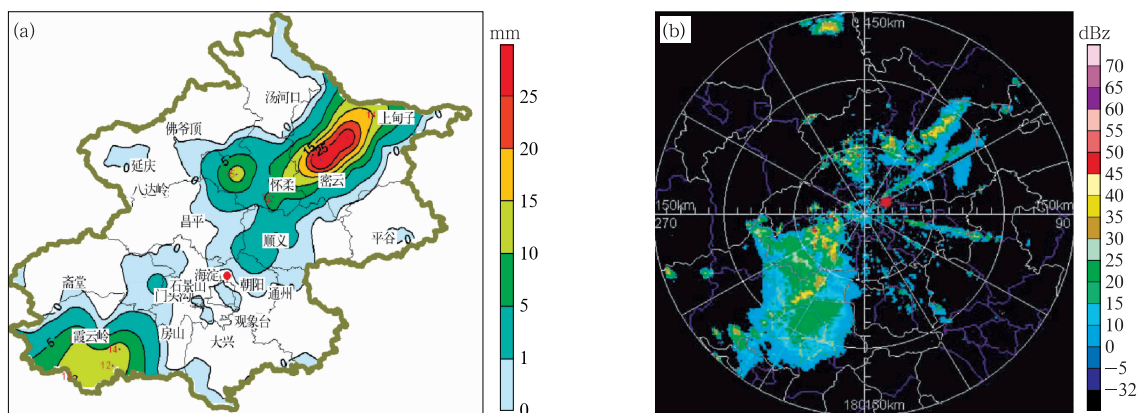 (a)
mm
25
20
15
10
5
1
0
汤河口
上甸子
佛爷顶
延庆
八达岭
怀柔
密云
昌平
顺义
平谷
海淀
斋堂
石景山
朝阳
通州
霞云岭
房山
观象台
大兴
(b)
dBz
70
65
60
55
50
45
40
35
30
25
20
15
10
0
−5
−32
0 450km
150km
270
90
150km
180